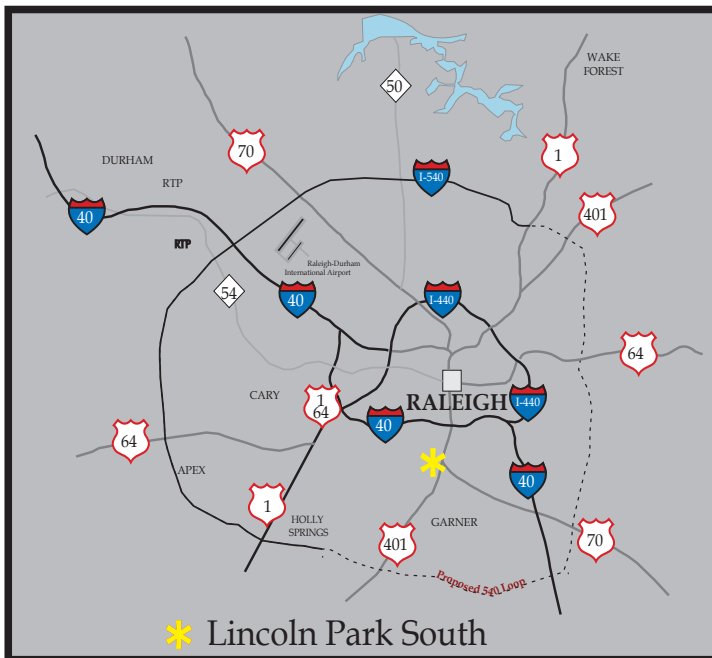 WAKE
FOREST
50
70
1
DURHAM
I-540
RTP
401
40
RTP
Raleigh-Durham
International Airport
54
40
I-440
64
CARY
1
64
RALEIGH
I-440
40
64
APEX
40
1
HOLLY
SPRINGS
GARNER
401
70
Proposed 540 Loop
Lincoln Park South